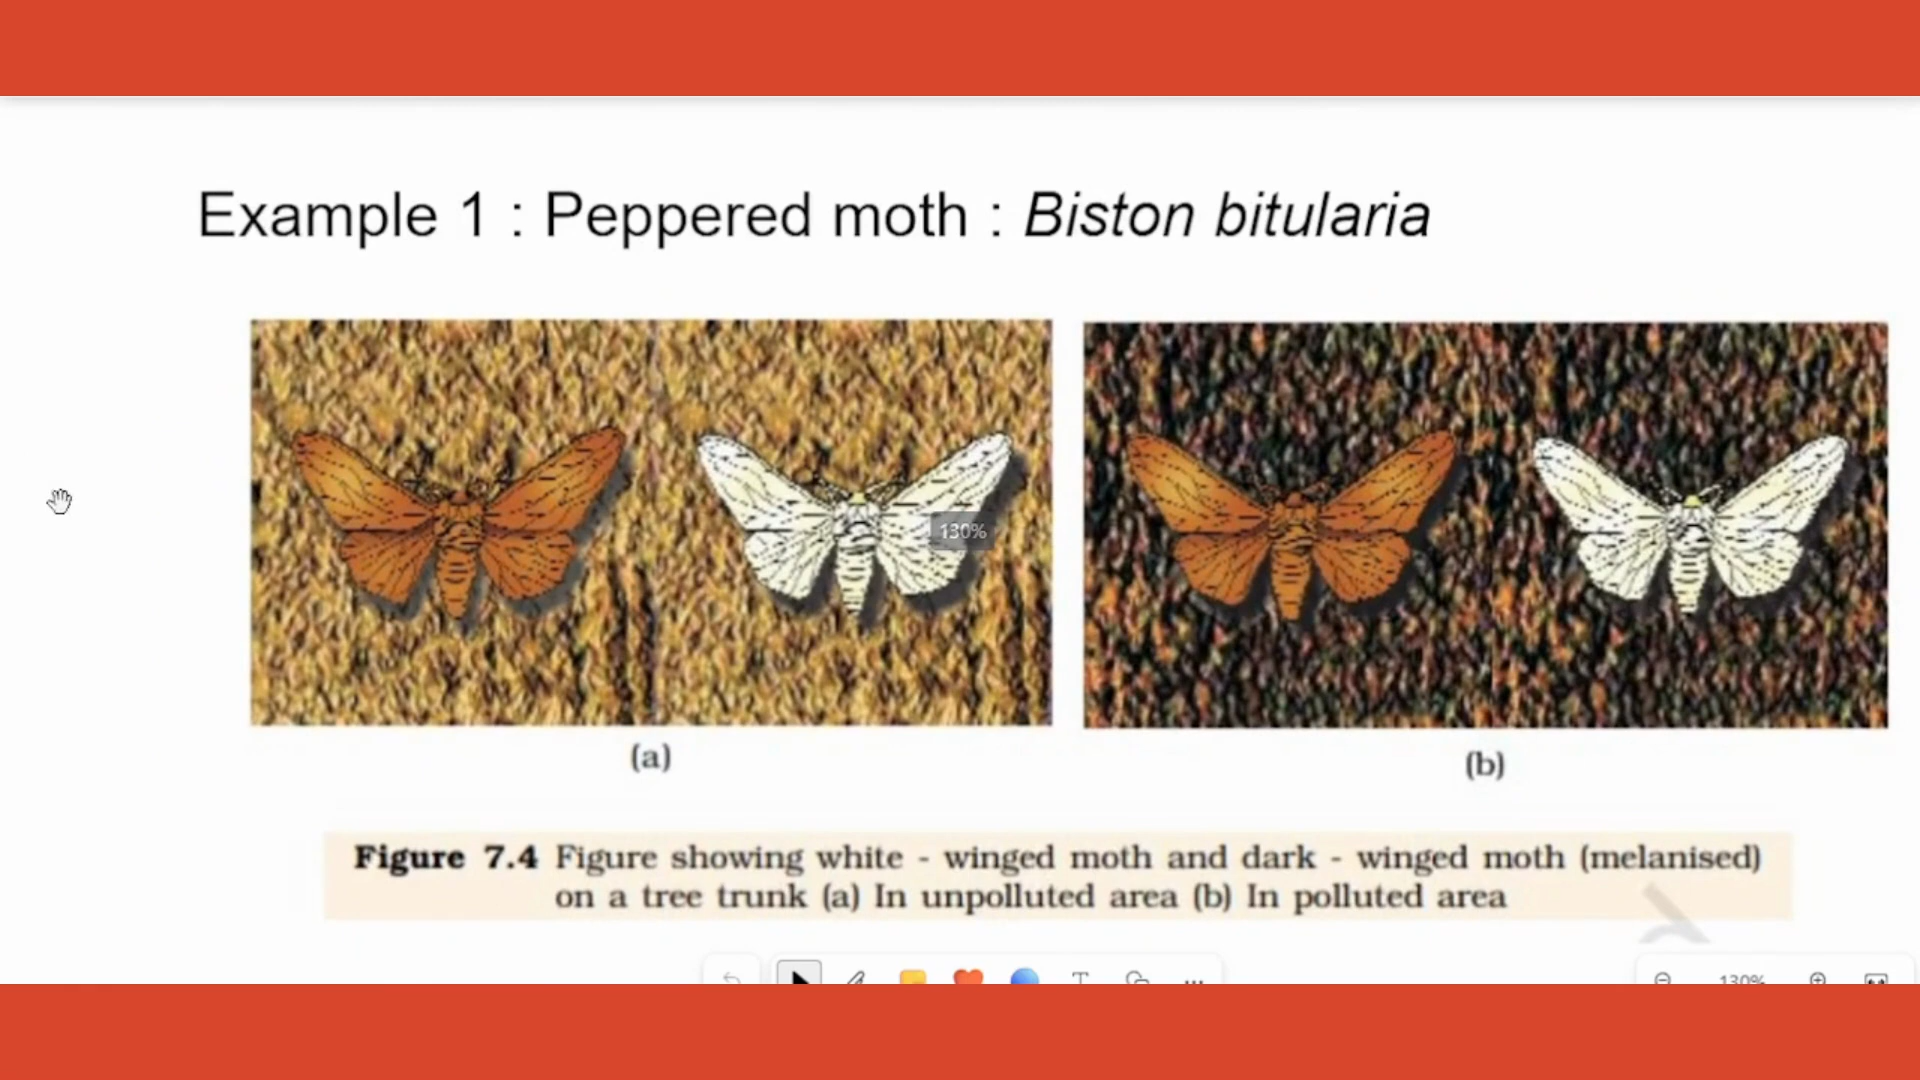 Example 1 : Peppered moth : Biston bitularia
130%
(a)
(b)
Figure 7.4 Figure showing white - winged moth and dark - winged moth (melanised)
on a tree trunk (a) In unpolluted area (b) In polluted area
130%